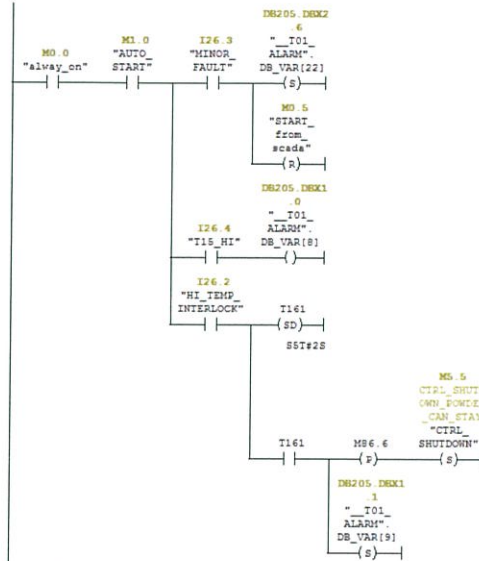 DB205.DBX2
.6
M0.0
M1.0
I26.3
"__T01_
"alway_on"
"AUTO_
START"
"MINOR_
FAULT"
ALARM".
DB_VAR[22]
(S)
M0.5
"START_
from_
scada"
(R)
DB205.DBX1
.0
I26.4
"__T01_
"T15_HI"
ALARM".
DB_VAR[8]
( )
I26.2
"HI_TEMP_
INTERLOCK"
T161
(SD)
S5T#2S
M5.5
CTRL_SHUT
OWN_POWDE
_CAN_STAY
T161
M86.6
"CTRL_
SHUTDOWN"
(P)
(S)
DB205.DBX1
.1
"__T01_
ALARM".
DB_VAR[9]
(S)